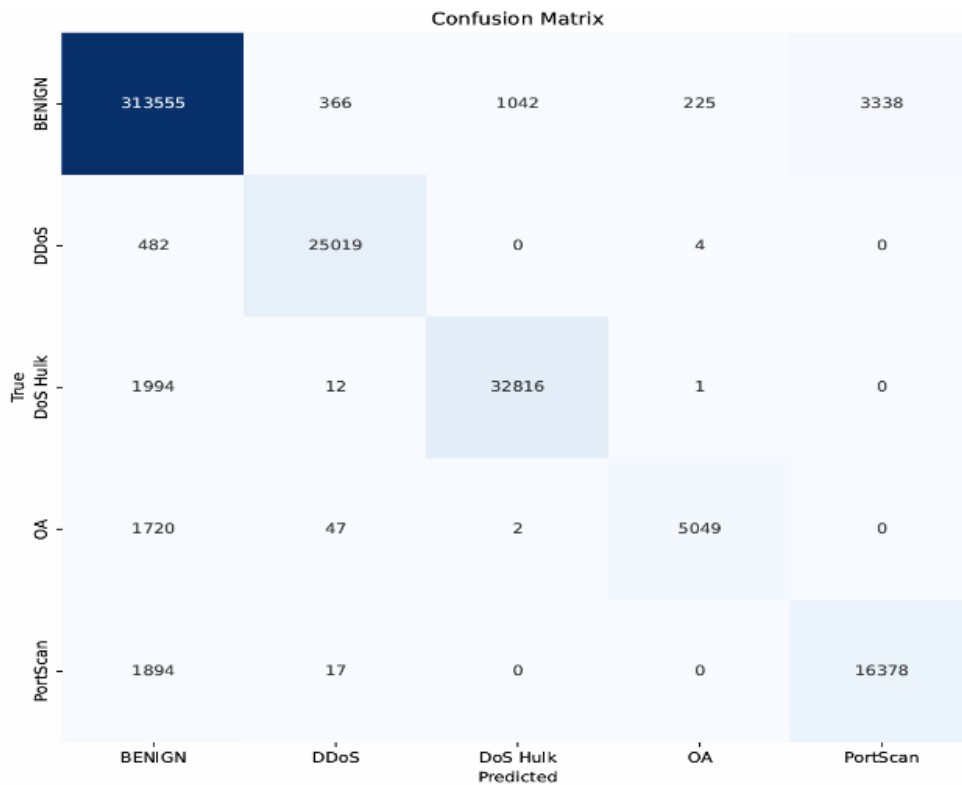 Confusion Matrix
BENIGN 313555 366 1042 225 3338
DDoS 482 25019 0 4 0
True
DoS Hulk 1994 12 32816 1 0
OA 1720 47 2 5049 0
PortScan 1894 17 0 0 16378
BENIGN DDoS DoS Hulk OA PortScan
Predicted